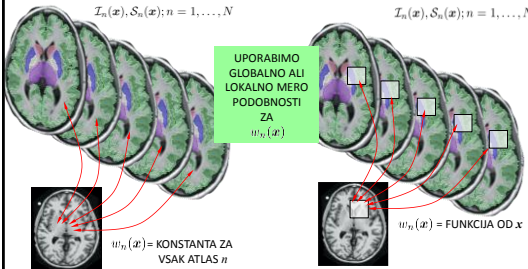 𝓘ₙ(𝒙), 𝓢ₙ(𝒙); n = 1, . . . , N
𝓘ₙ(𝒙), 𝓢ₙ(𝒙); n = 1, . . . , N
UPORABIMO
GLOBALNO ALI
LOKALNO MERO
PODOBNOSTI
ZA
wₙ(𝒙)
wₙ(𝒙)= KONSTANTA ZA
VSAK ATLAS n
wₙ(𝒙) = FUNKCIJA OD x